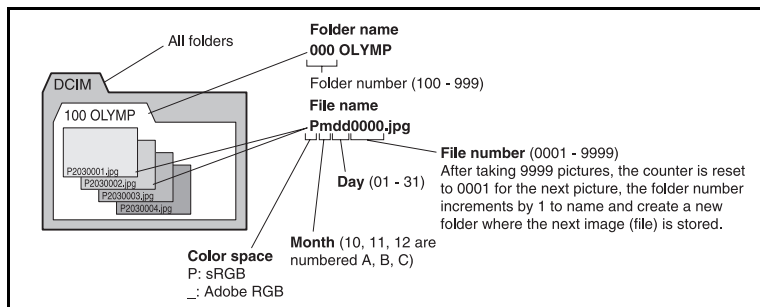 All folders
DCIM
100 OLYMP
P2030001.jpg
P2030002.jpg
P2030003.jpg
P2030004.jpg
Folder name
000 OLYMP
Folder number (100 - 999)
File name
Pmdd0000.jpg
File number (0001 - 9999)
After taking 9999 pictures, the counter is reset
to 0001 for the next picture, the folder number
increments by 1 to name and create a new
folder where the next image (file) is stored.
Day (01 - 31)
Month (10, 11, 12 are
numbered A, B, C)
Color space
P: sRGB
_: Adobe RGB